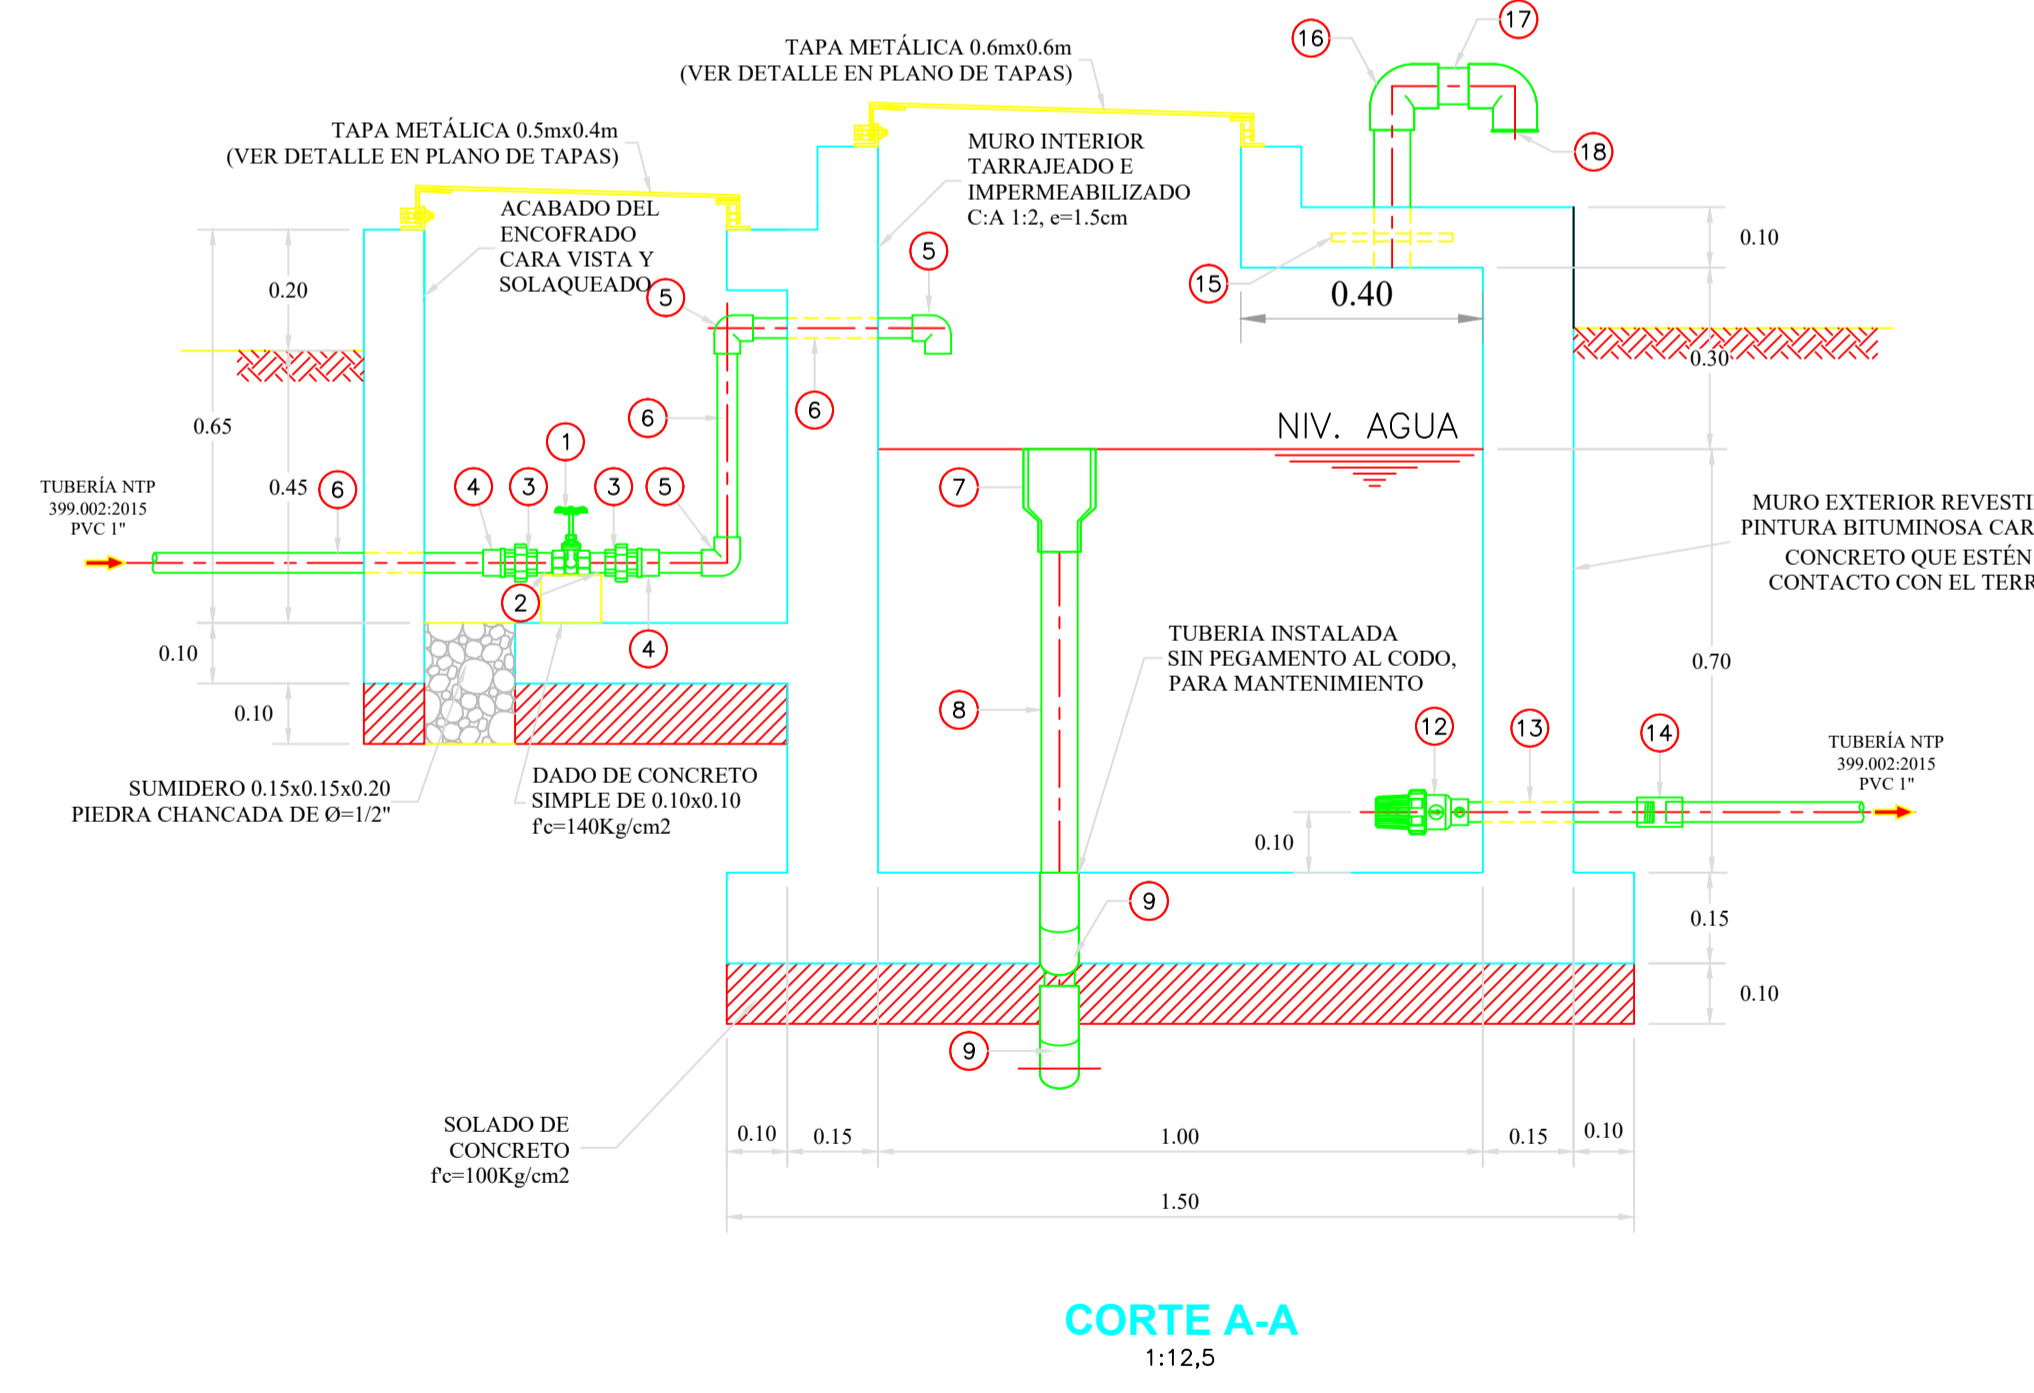 17
16
TAPA METÁLICA 0.6mx0.6m
(VER DETALLE EN PLANO DE TAPAS)
TAPA METÁLICA 0.5mx0.4m
(VER DETALLE EN PLANO DE TAPAS)
MURO INTERIOR
TARRAJEADO E
IMPERMEABILIZADO
C:A 1:2, e=1.5cm
18
ACABADO DEL
ENCOFRADO
CARA VISTA Y
SOLAQUEADO
5
5
15
0.40
0.10
0.20
0.30
0.65
6
6
1
NIV. AGUA
0.45
TUBERÍA NTP
399.002:2015
PVC 1"
6
4
3
3
5
7
MURO EXTERIOR REVESTI
PINTURA BITUMINOSA CAR
CONCRETO QUE ESTÉN
CONTACTO CON EL TERR
2
4
0.10
0.10
TUBERIA INSTALADA
SIN PEGAMENTO AL CODO,
PARA MANTENIMIENTO
0.70
8
12
13
14
TUBERÍA NTP
399.002:2015
PVC 1"
SUMIDERO 0.15x0.15x0.20
PIEDRA CHANCADA DE Ø=1/2"
DADO DE CONCRETO
SIMPLE DE 0.10x0.10
f'c=140Kg/cm2
0.10
9
0.15
0.10
9
SOLADO DE
CONCRETO
f'c=100Kg/cm2
0.10
0.15
1.00
0.15
0.10
1.50
CORTE A-A
1:12,5